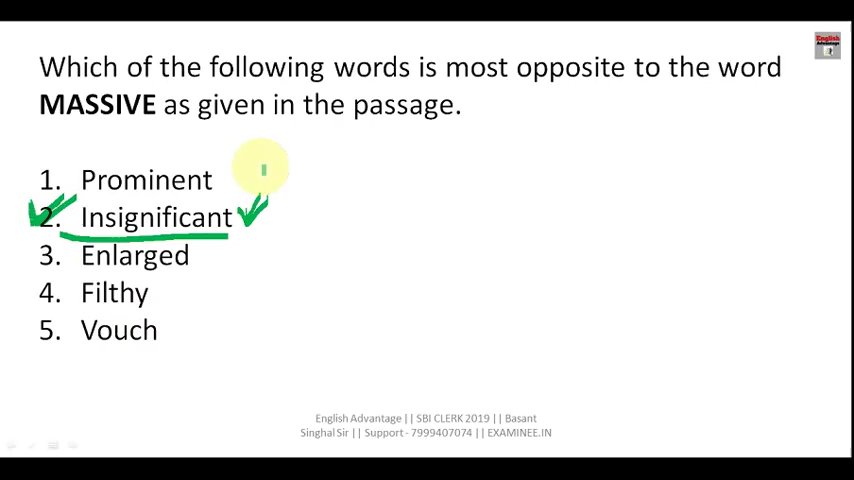 English
Advantage
Which of the following words is most opposite to the word
MASSIVE as given in the passage.
1. Prominent
2. Insignificant
3. Enlarged
4. Filthy
5. Vouch
English Advantage || SBI CLERK 2019 || Basant
Singhal Sir || Support - 7999407074 || EXAMINEE.IN